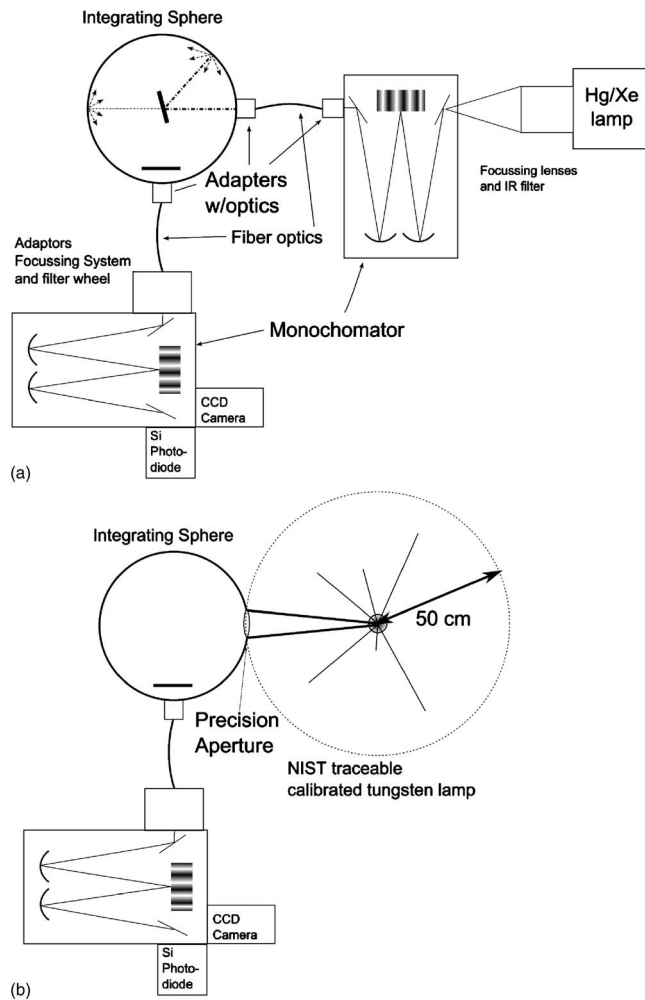 Integrating Sphere
Hg/Xe
lamp
Focussing lenses
and IR filter
Adapters
w/optics
Fiber optics
Adaptors
Focussing System
and filter wheel
Monochomator
CCD
Camera
Si
Photo-
diode
(a)
Integrating Sphere
50 cm
Precision
Aperture
NIST traceable
calibrated tungsten lamp
CCD
Camera
Si
Photo-
diode
(b)